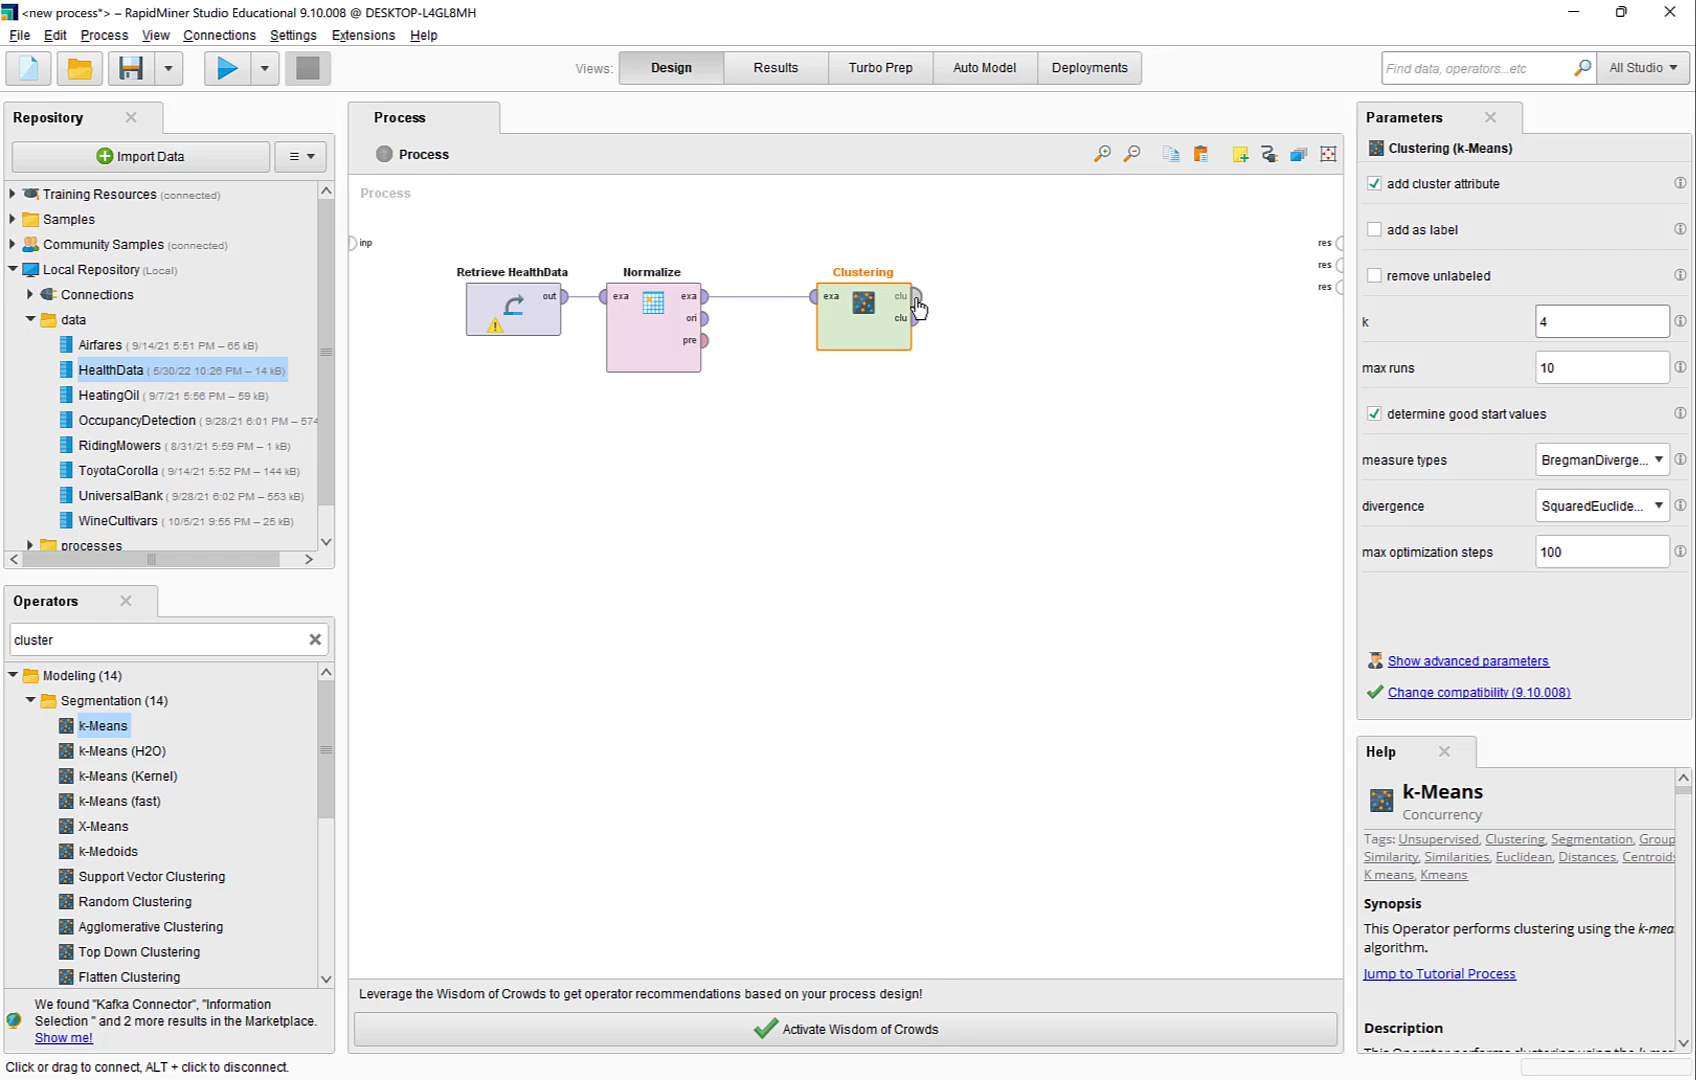 <new process*> – RapidMiner Studio Educational 9.10.008 @ DESKTOP-L4GL8MH
File Edit Process View Connections Settings Extensions Help
Views: Design Results Turbo Prep Auto Model Deployments
Find data, operators...etc
All Studio
Repository
Import Data
Training Resources (connected)
Samples
Community Samples (connected)
Local Repository (Local)
Connections
data
Airfares ( 9/14/21 5:51 PM – 65 kB)
HealthData ( 5/30/22 10:26 PM – 14 kB)
HeatingOil ( 9/7/21 5:56 PM – 59 kB)
OccupancyDetection ( 9/28/21 6:01 PM – 574
RidingMowers ( 8/31/21 5:59 PM – 1 kB)
ToyotaCorolla ( 9/14/21 5:52 PM – 144 kB)
UniversalBank ( 9/28/21 6:02 PM – 553 kB)
WineCultivars ( 10/5/21 9:55 PM – 25 kB)
processes
Operators
cluster
Modeling (14)
Segmentation (14)
k-Means
k-Means (H2O)
k-Means (Kernel)
k-Means (fast)
X-Means
k-Medoids
Support Vector Clustering
Random Clustering
Agglomerative Clustering
Top Down Clustering
Flatten Clustering
We found "Kafka Connector", "Information
Selection " and 2 more results in the Marketplace.
Show me!
Click or drag to connect, ALT + click to disconnect.
Process
Process
Process
inp
res
res
res
Retrieve HealthData
out
Normalize
exa exa
ori
pre
Clustering
exa clu
clu
Leverage the Wisdom of Crowds to get operator recommendations based on your process design!
Activate Wisdom of Crowds
Parameters
Clustering (k-Means)
add cluster attribute
add as label
remove unlabeled
k 4
max runs 10
determine good start values
measure types BregmanDiverge...
divergence SquaredEuclide...
max optimization steps 100
Show advanced parameters
Change compatibility (9.10.008)
Help
k-Means
Concurrency
Tags: Unsupervised, Clustering, Segmentation, Group
Similarity, Similarities, Euclidean, Distances, Centroids
K means, Kmeans
Synopsis
This Operator performs clustering using the k-mea
algorithm.
Jump to Tutorial Process
Description